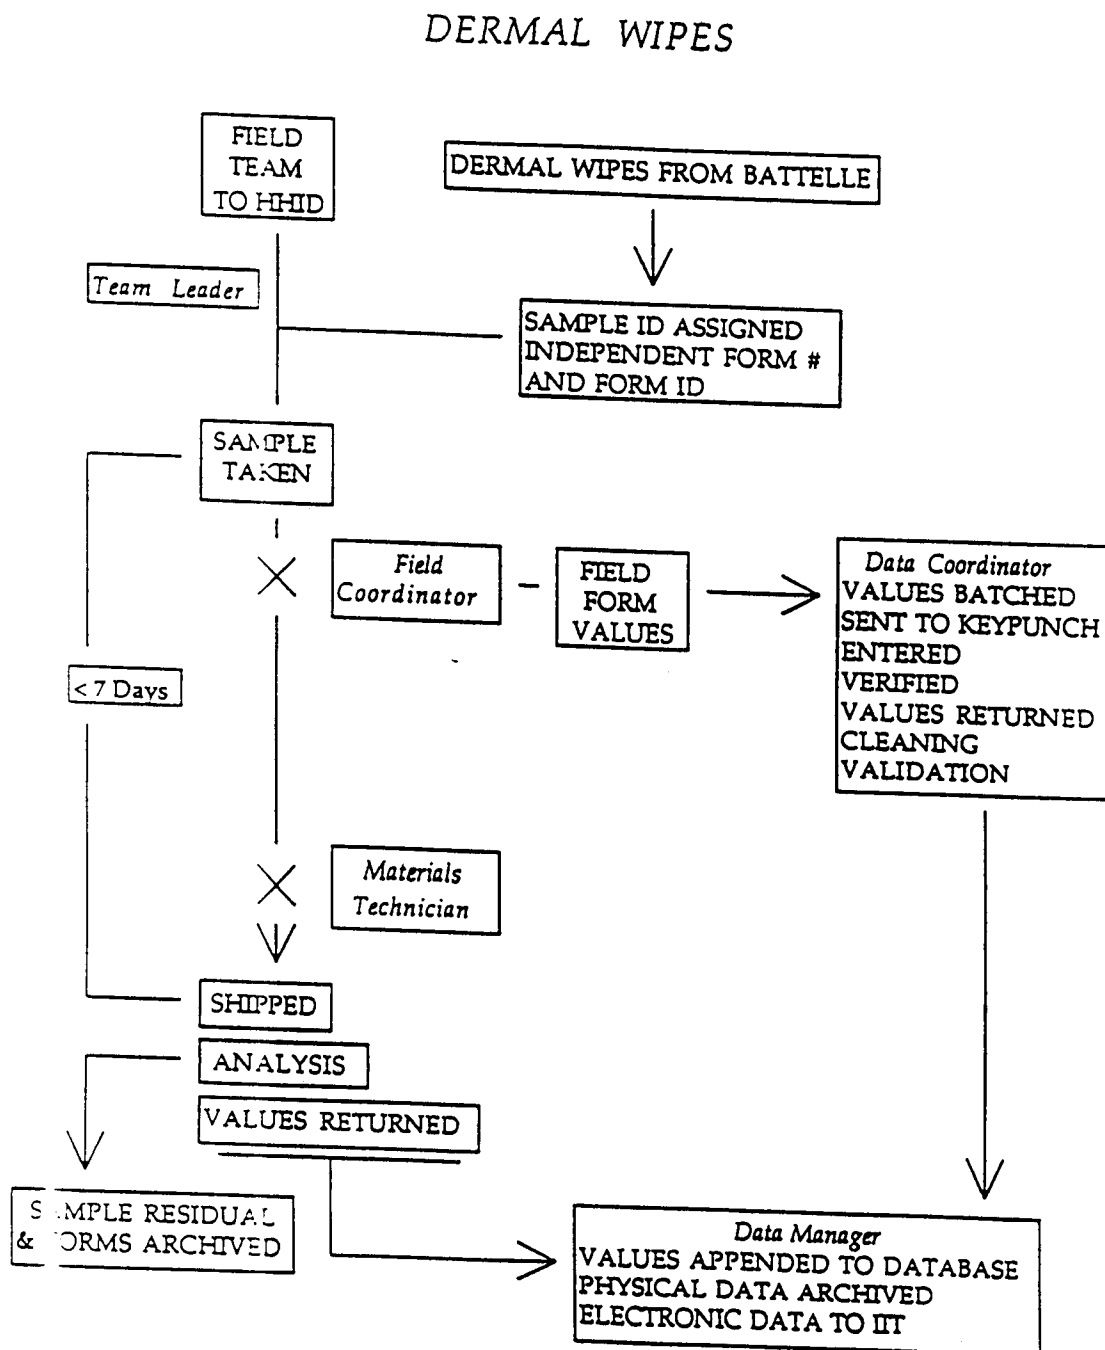 DERMAL WIPES
FIELD
TEAM
TO HHID
DERMAL WIPES FROM BATTELLE
Team Leader
SAMPLE ID ASSIGNED
INDEPENDENT FORM #
AND FORM ID
SAMPLE
TAKEN
Field
Coordinator
FIELD
FORM
VALUES
Data Coordinator
VALUES BATCHED
SENT TO KEYPUNCH
ENTERED
VERIFIED
VALUES RETURNED
CLEANING
VALIDATION
< 7 Days
Materials
Technician
SHIPPED
ANALYSIS
VALUES RETURNED
SAMPLE RESIDUAL
& FORMS ARCHIVED
Data Manager
VALUES APPENDED TO DATABASE
PHYSICAL DATA ARCHIVED
ELECTRONIC DATA TO IIT